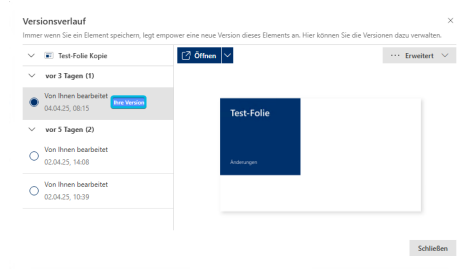 Versionsverlauf
Immer wenn Sie ein Element speichern, legt empower eine neue Version dieses Elements an. Hier können Sie die Versionen dazu verwalten.
Test-Folie Kopie
Öffnen
Erweitert
vor 3 Tagen (1)
Von Ihnen bearbeitet
04.04.25, 08:15
Ihre Version
vor 5 Tagen (2)
Von Ihnen bearbeitet
02.04.25, 14:08
Von Ihnen bearbeitet
02.04.25, 10:39
Test-Folie
Änderungen
Schließen